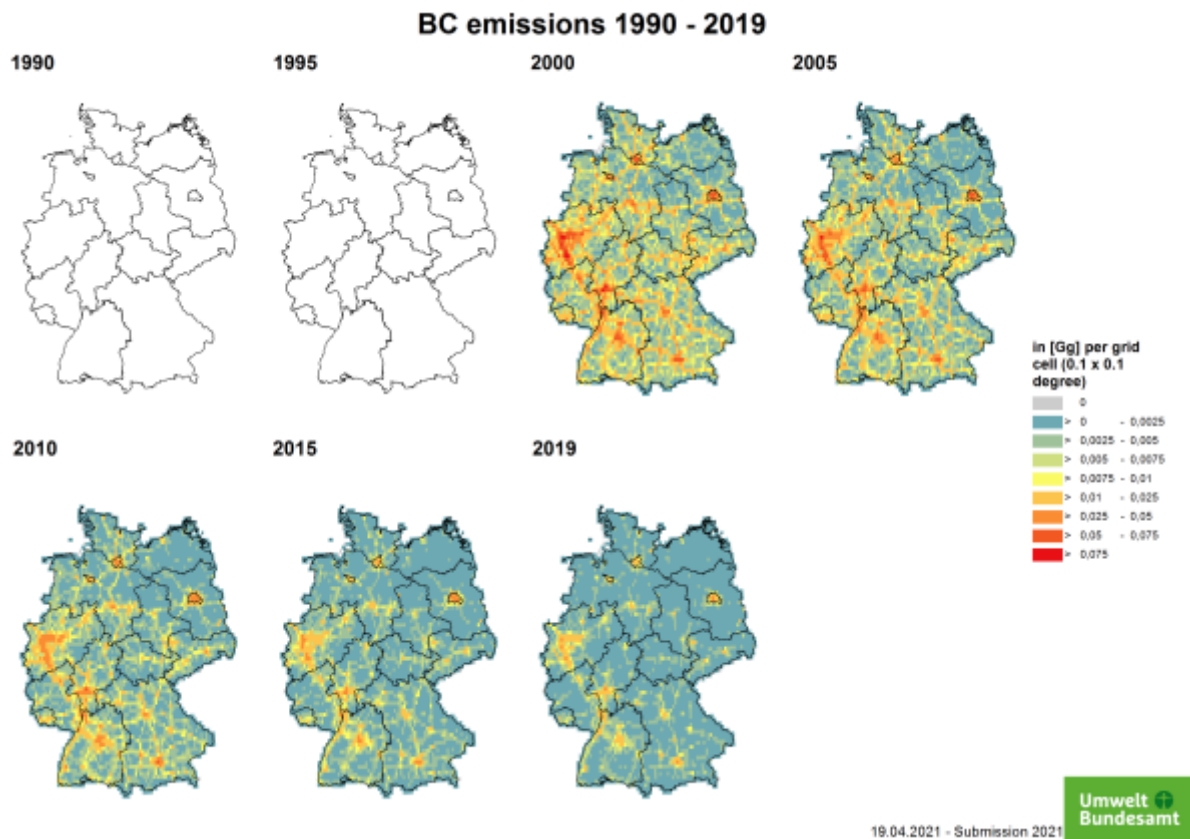 BC emissions 1990 - 2019
1990
1995
2000
2005
in [Gg] per grid
cell (0.1 x 0.1
degree)
0
> 0 - 0,0025
> 0,0025 - 0,005
> 0,005 - 0,0075
> 0,0075 - 0,01
> 0,01 - 0,025
> 0,025 - 0,05
> 0,05 - 0,075
> 0,075
2010
2015
2019
Umwelt
Bundesamt
19.04.2021 - Submission 2021